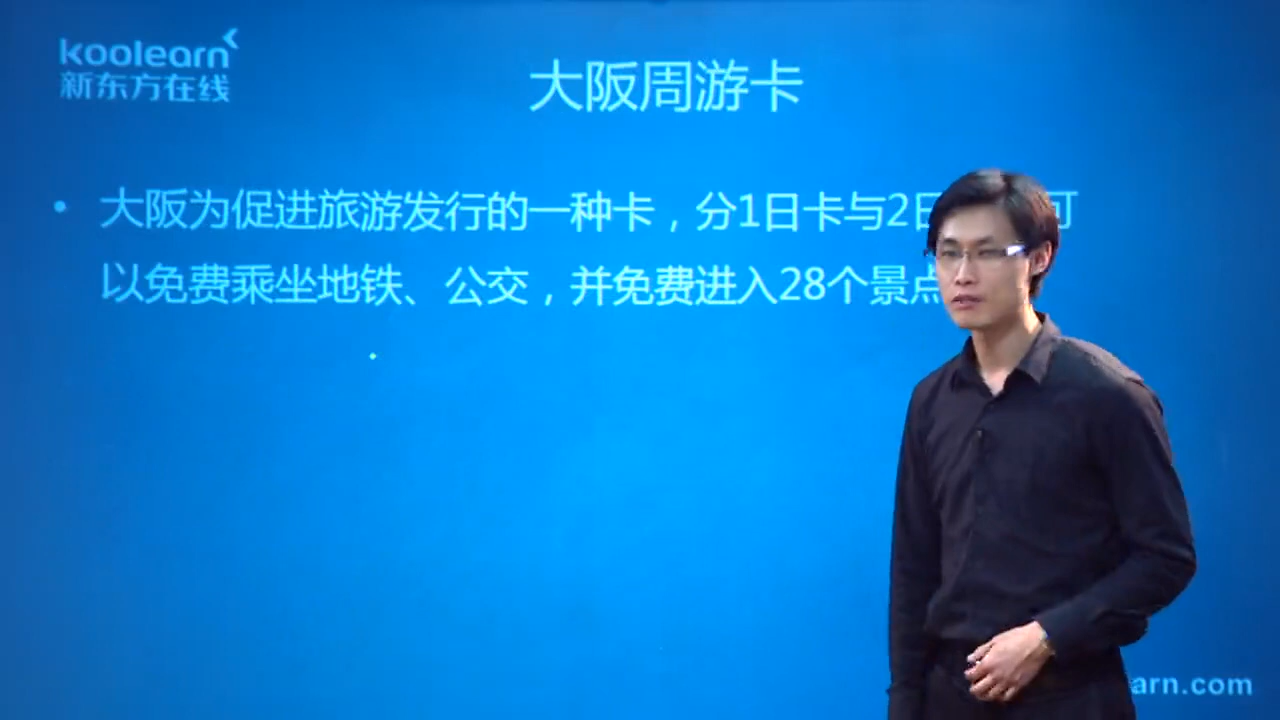 koolearn
新东方在线
大阪周游卡
• 大阪为促进旅游发行的一种卡，分1日卡与2日 可
以免费乘坐地铁、公交，并免费进入28个景点
arn.com